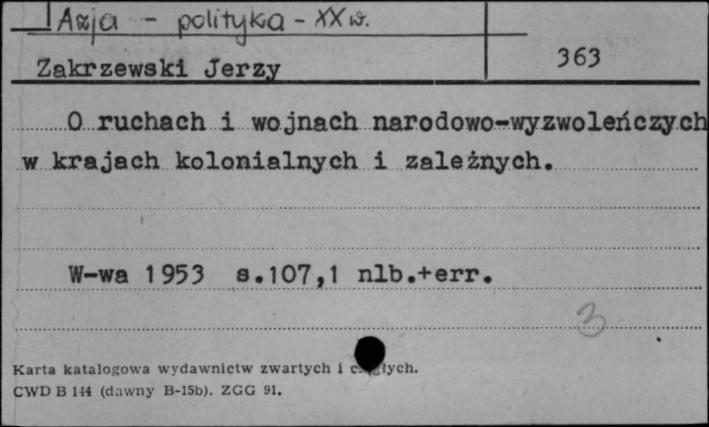 Azja - polityka - XX w.
Zakrzewski Jerzy
363
O ruchach i wojnach narodowo-wyzwoleńczych
w krajach kolonialnych i zależnych.
W-wa 1953 s.107,1 nlb.+err.
3
Karta katalogowa wydawnictw zwartych i
CWD B 144 (dawny B-15b). ZGG 91.